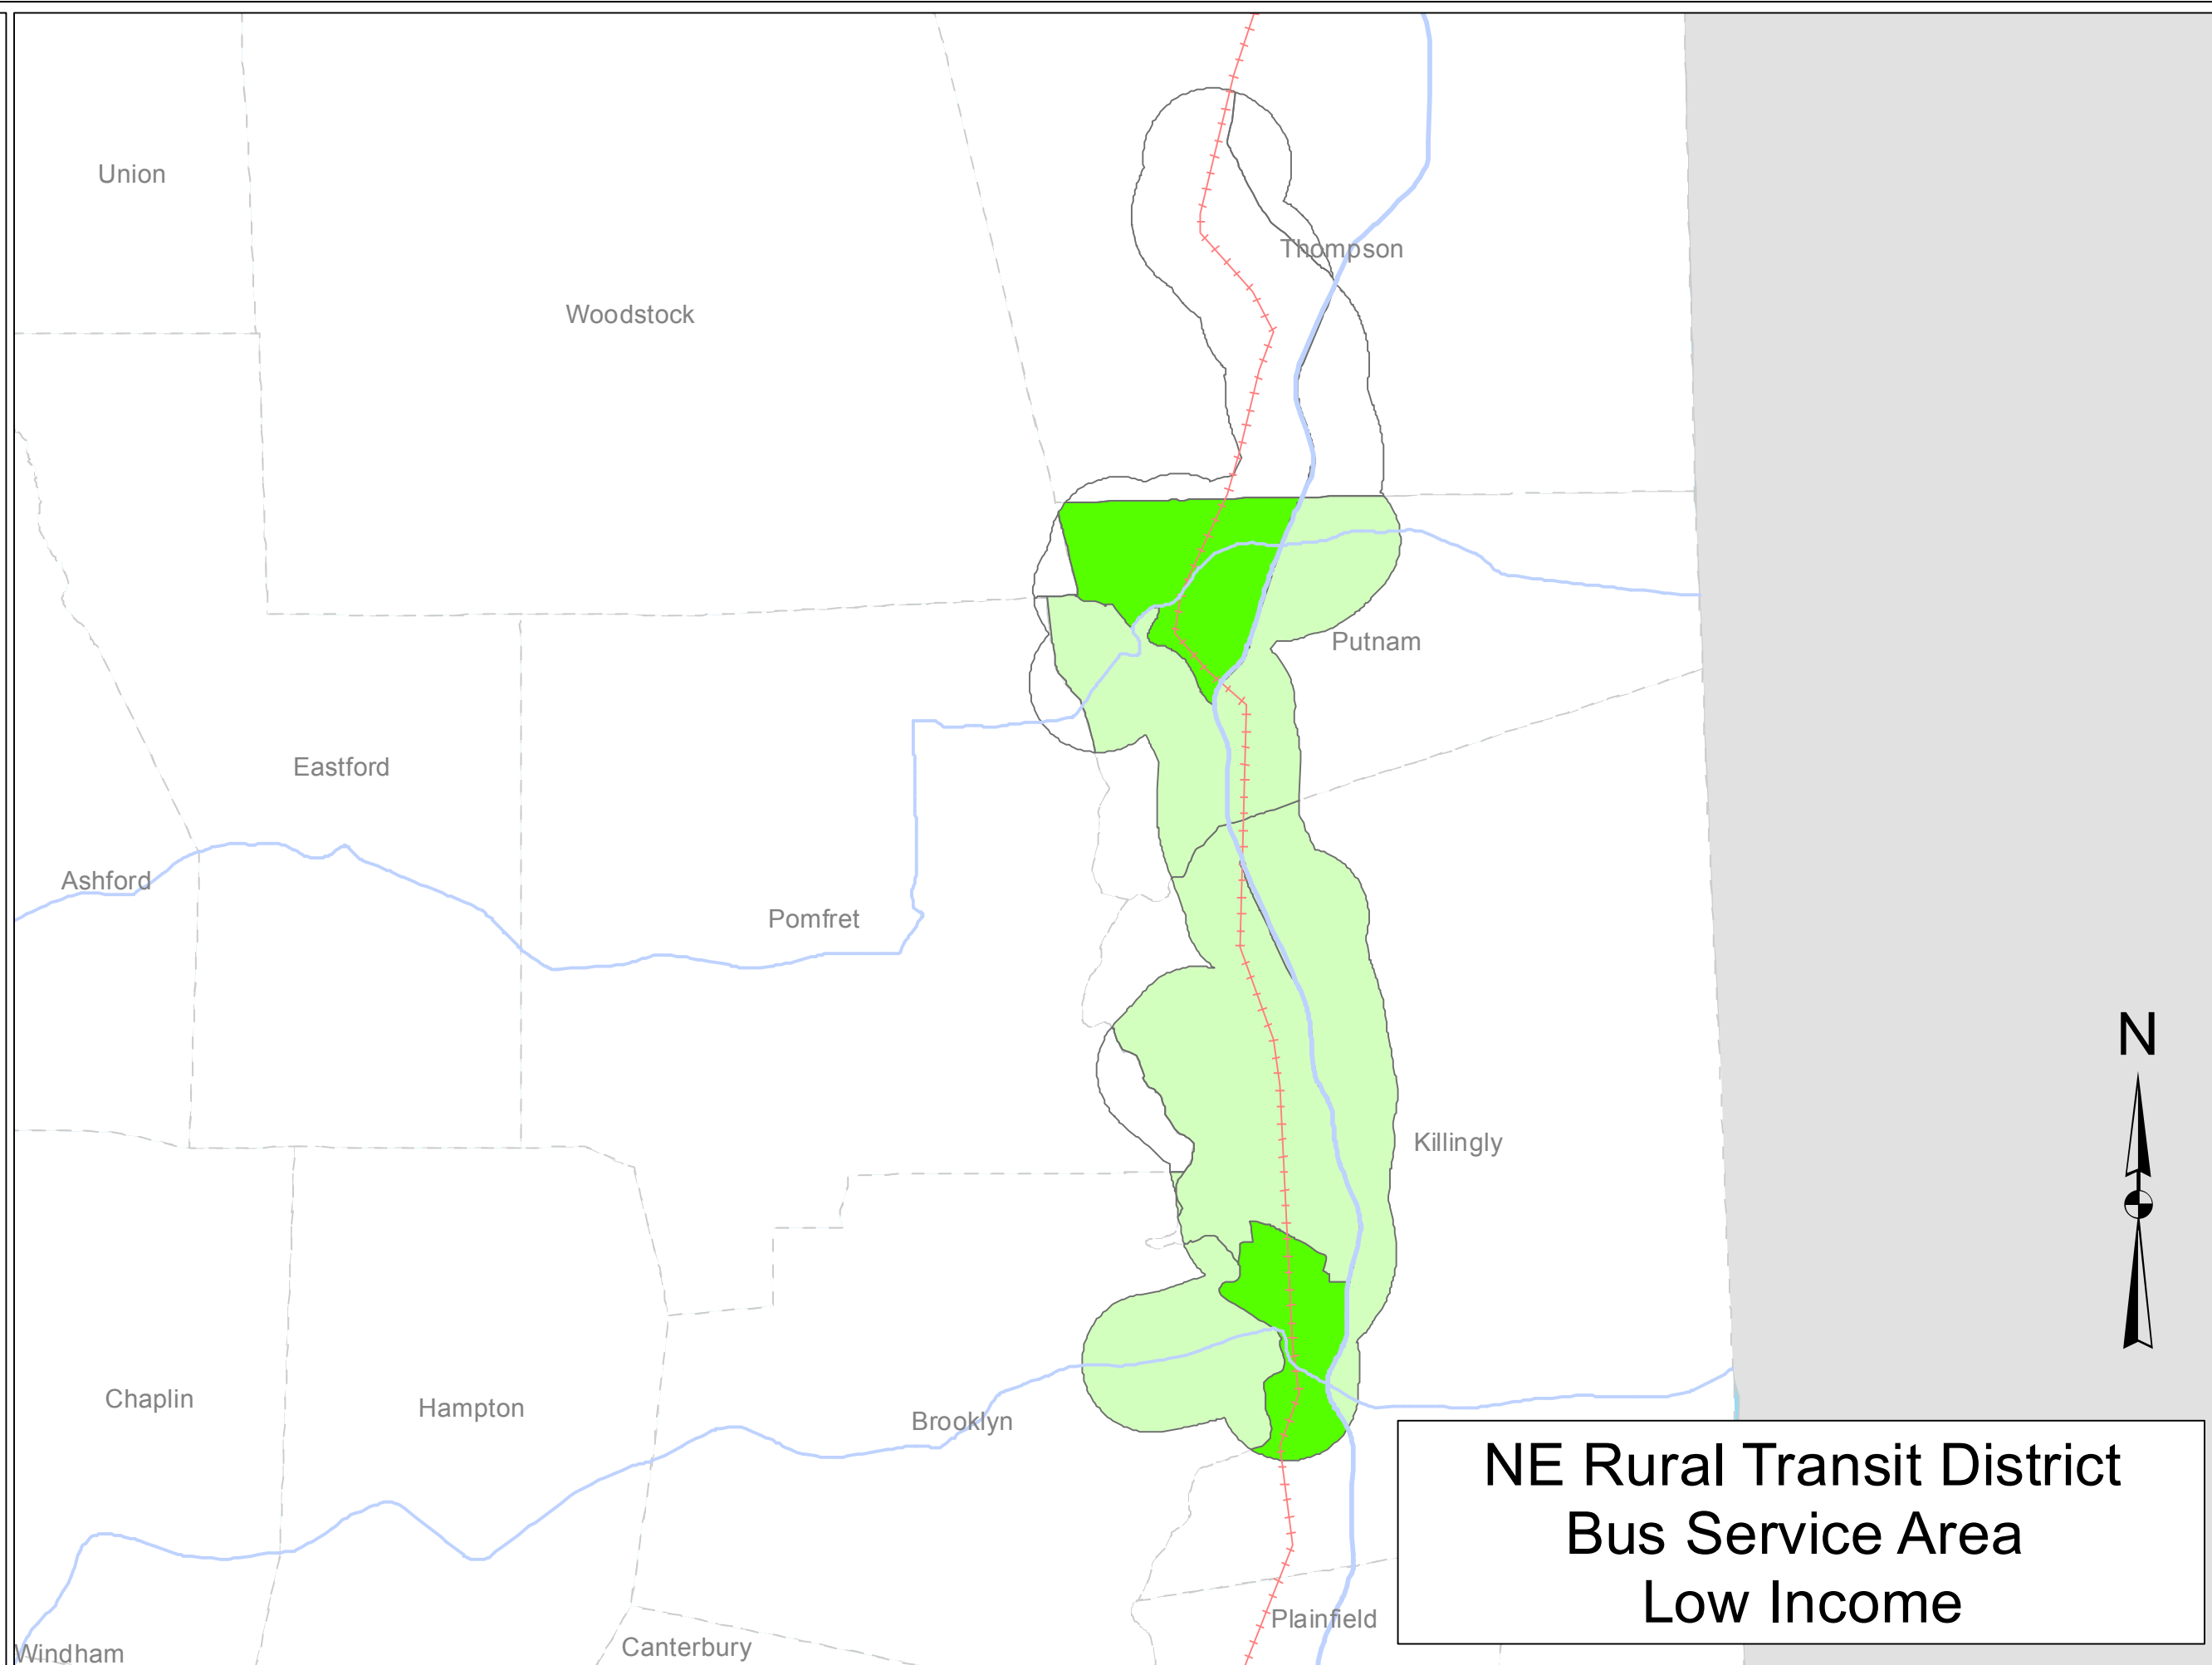 Union
Thompson
Woodstock
Putnam
Eastford
Ashford
Pomfret
N
Killingly
Chaplin
Hampton
Brooklyn
NE Rural Transit District
Bus Service Area
Low Income
Plainfield
Canterbury
Windham